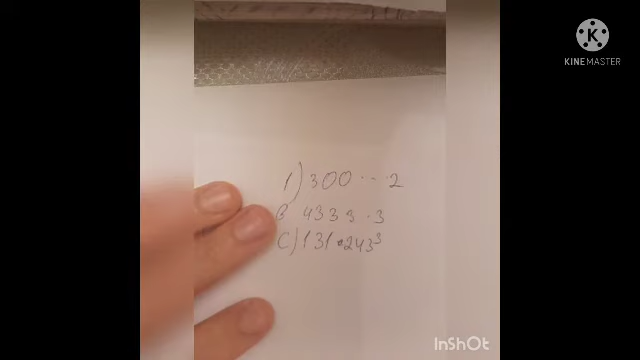 K
KINEMASTER
1) 300 ... 2
B 4333 . 3
C) 131 • 243³
InShOt